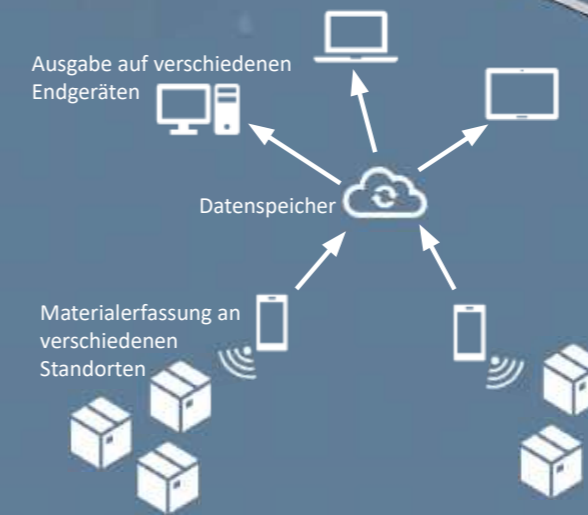 Ausgabe auf verschiedenen
Endgeräten
Datenspeicher
Materialerfassung an
verschiedenen
Standorten